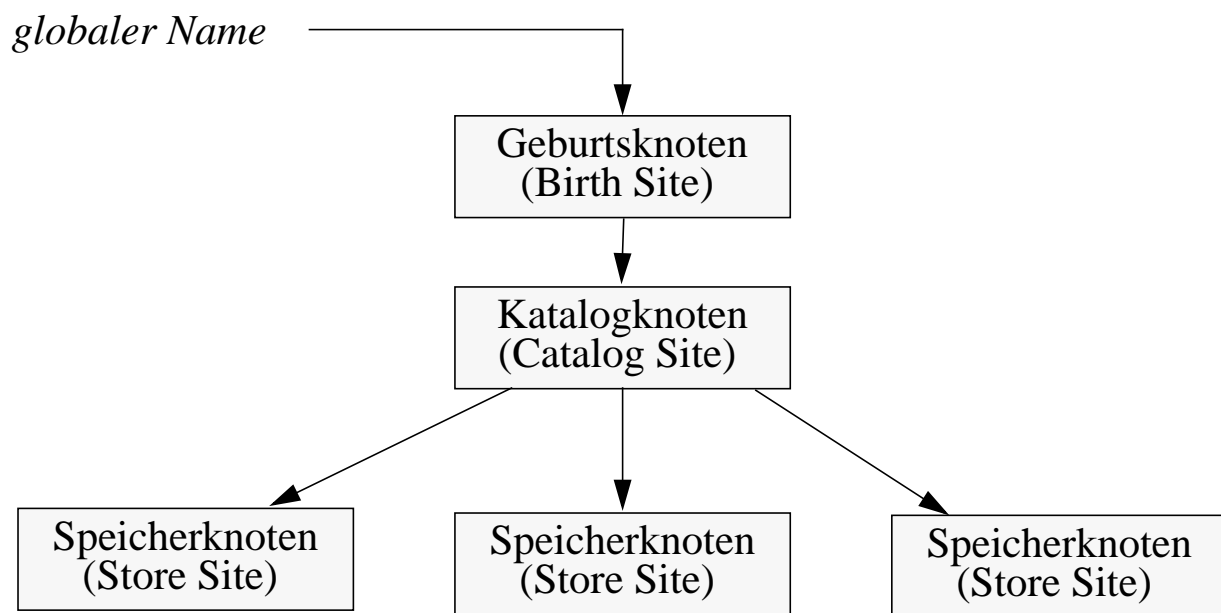 globaler Name
Geburtsknoten
(Birth Site)
Katalogknoten
(Catalog Site)
Speicherknoten
(Store Site)
Speicherknoten
(Store Site)
Speicherknoten
(Store Site)